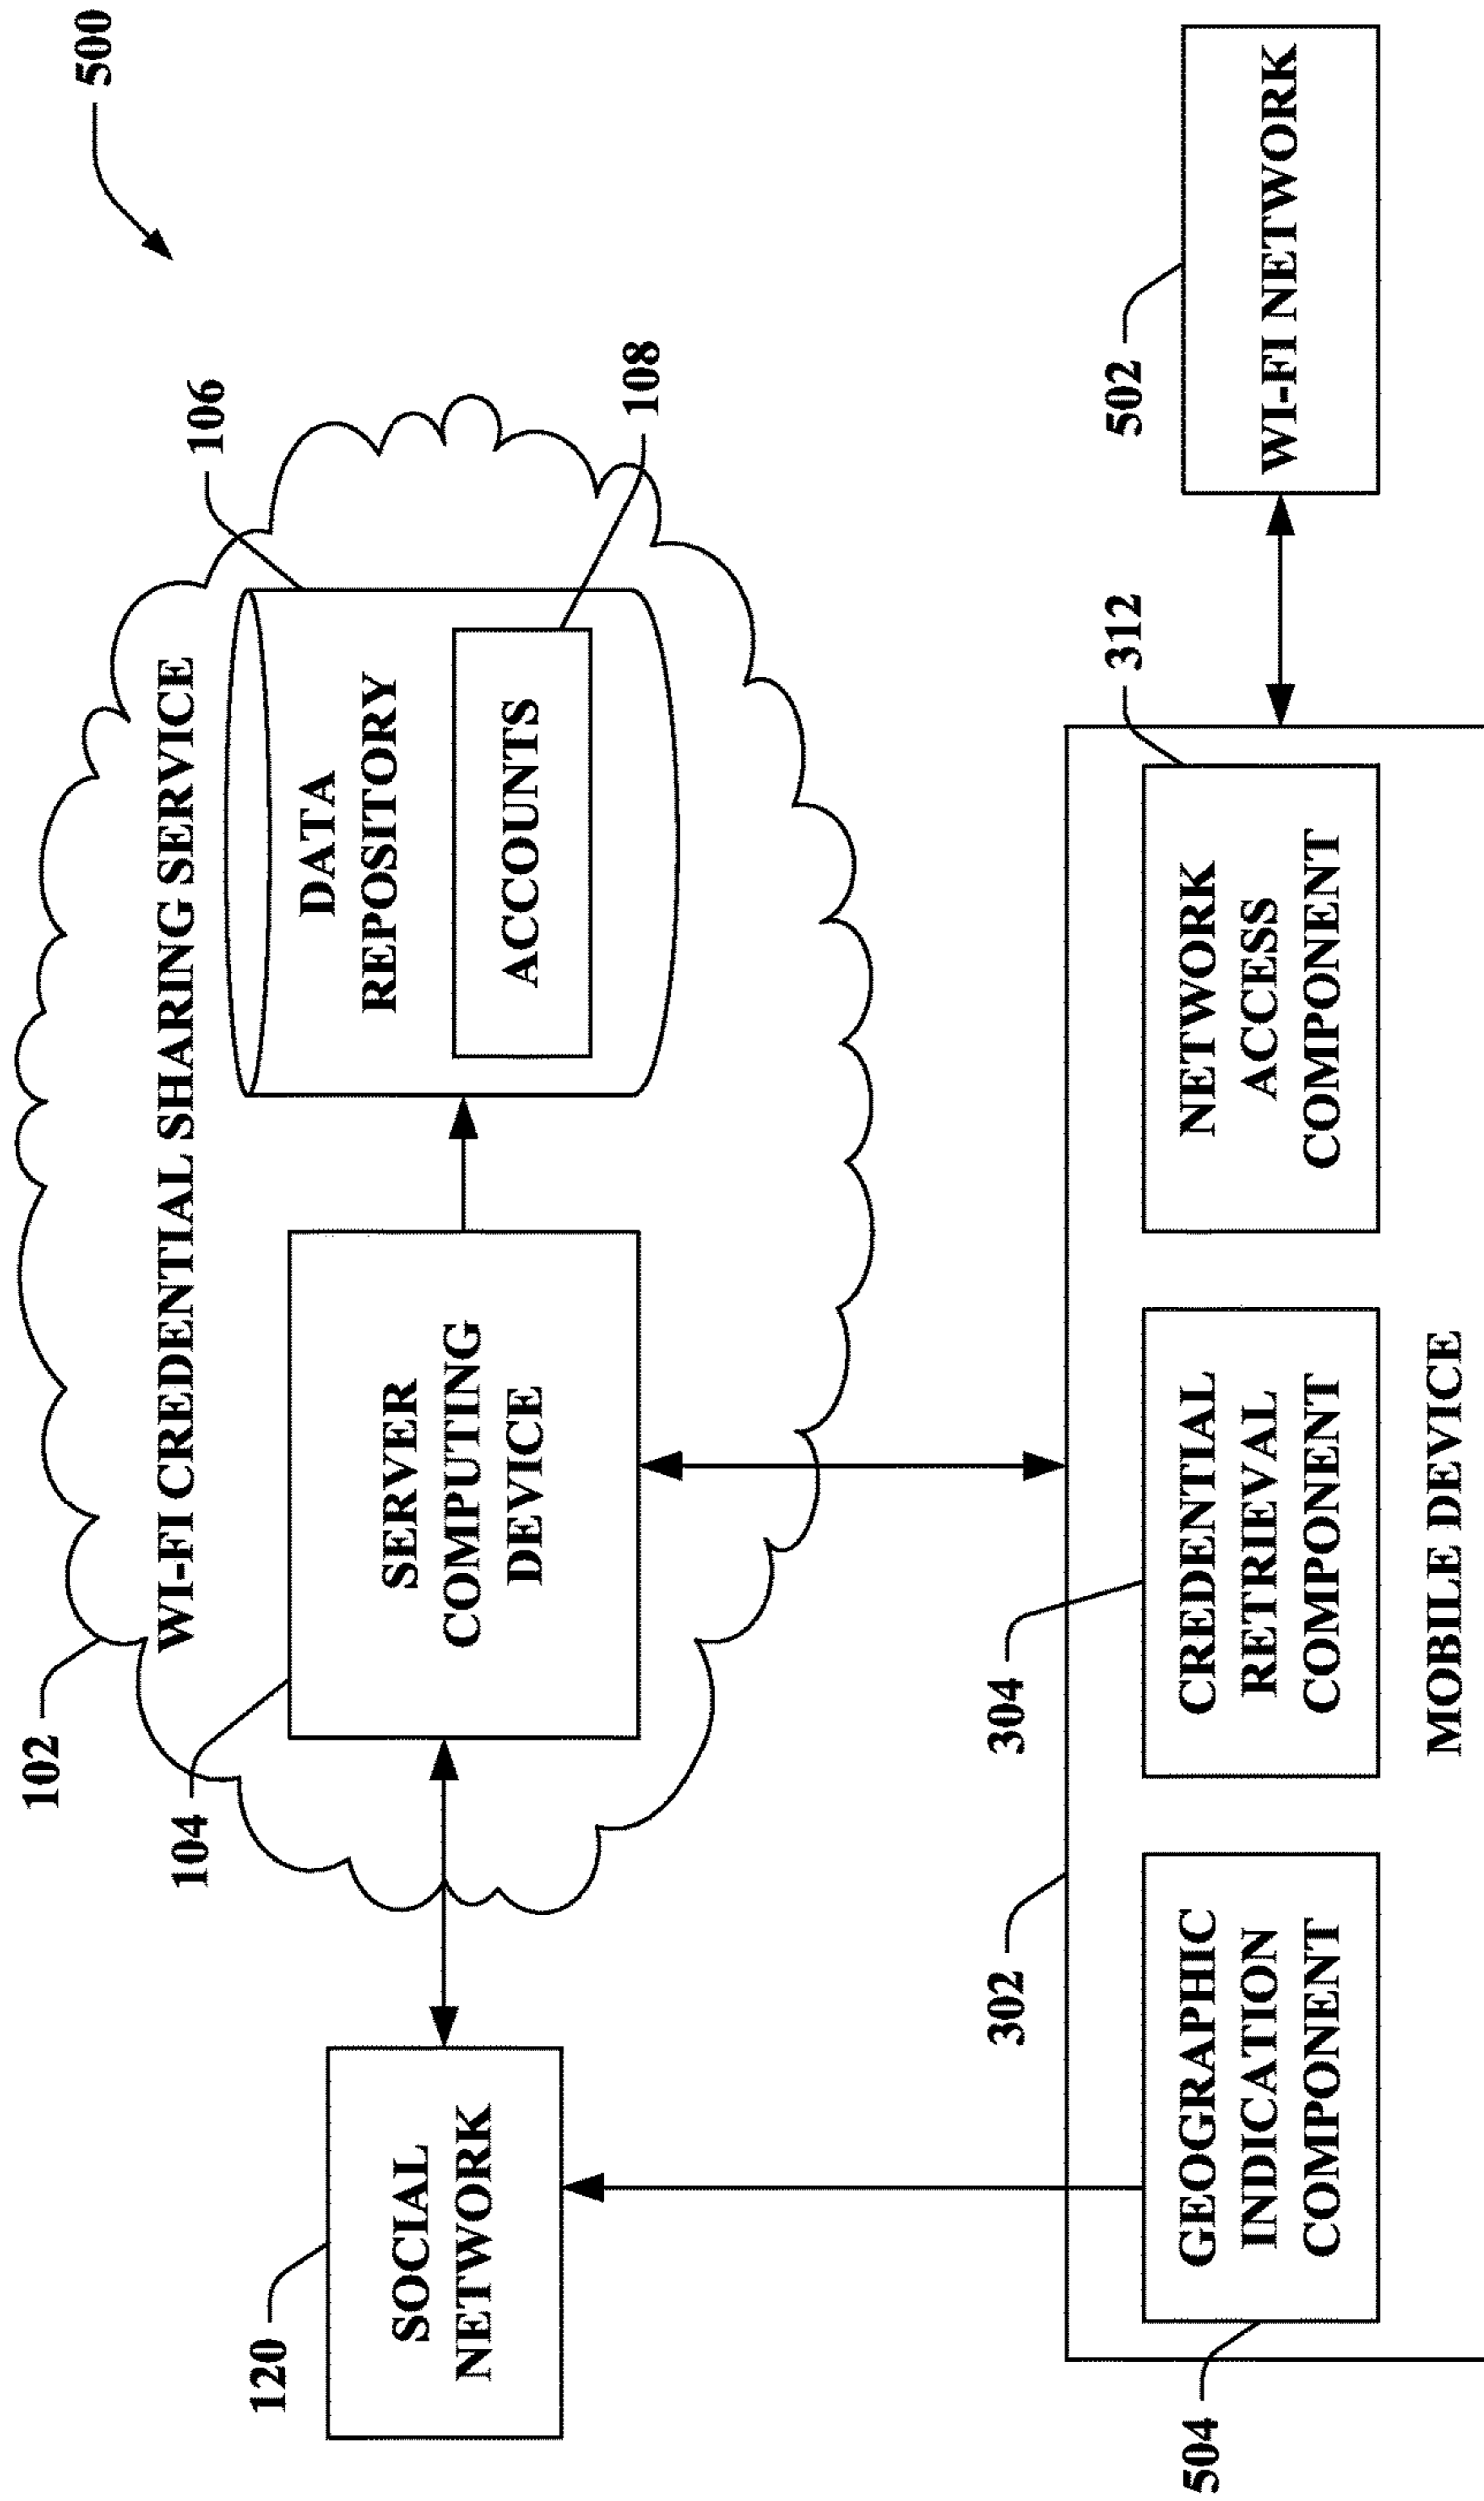 500
102
WI-FI CREDENTIAL SHARING SERVICE
106
104
120
SOCIAL
NETWORK
SERVER
COMPUTING
DEVICE
DATA
REPOSITORY
ACCOUNTS
108
302
304
312
502
504
GEOGRAPHIC
INDICATION
COMPONENT
CREDENTIAL
RETRIEVAL
COMPONENT
NETWORK
ACCESS
COMPONENT
WI-FI NETWORK
MOBILE DEVICE